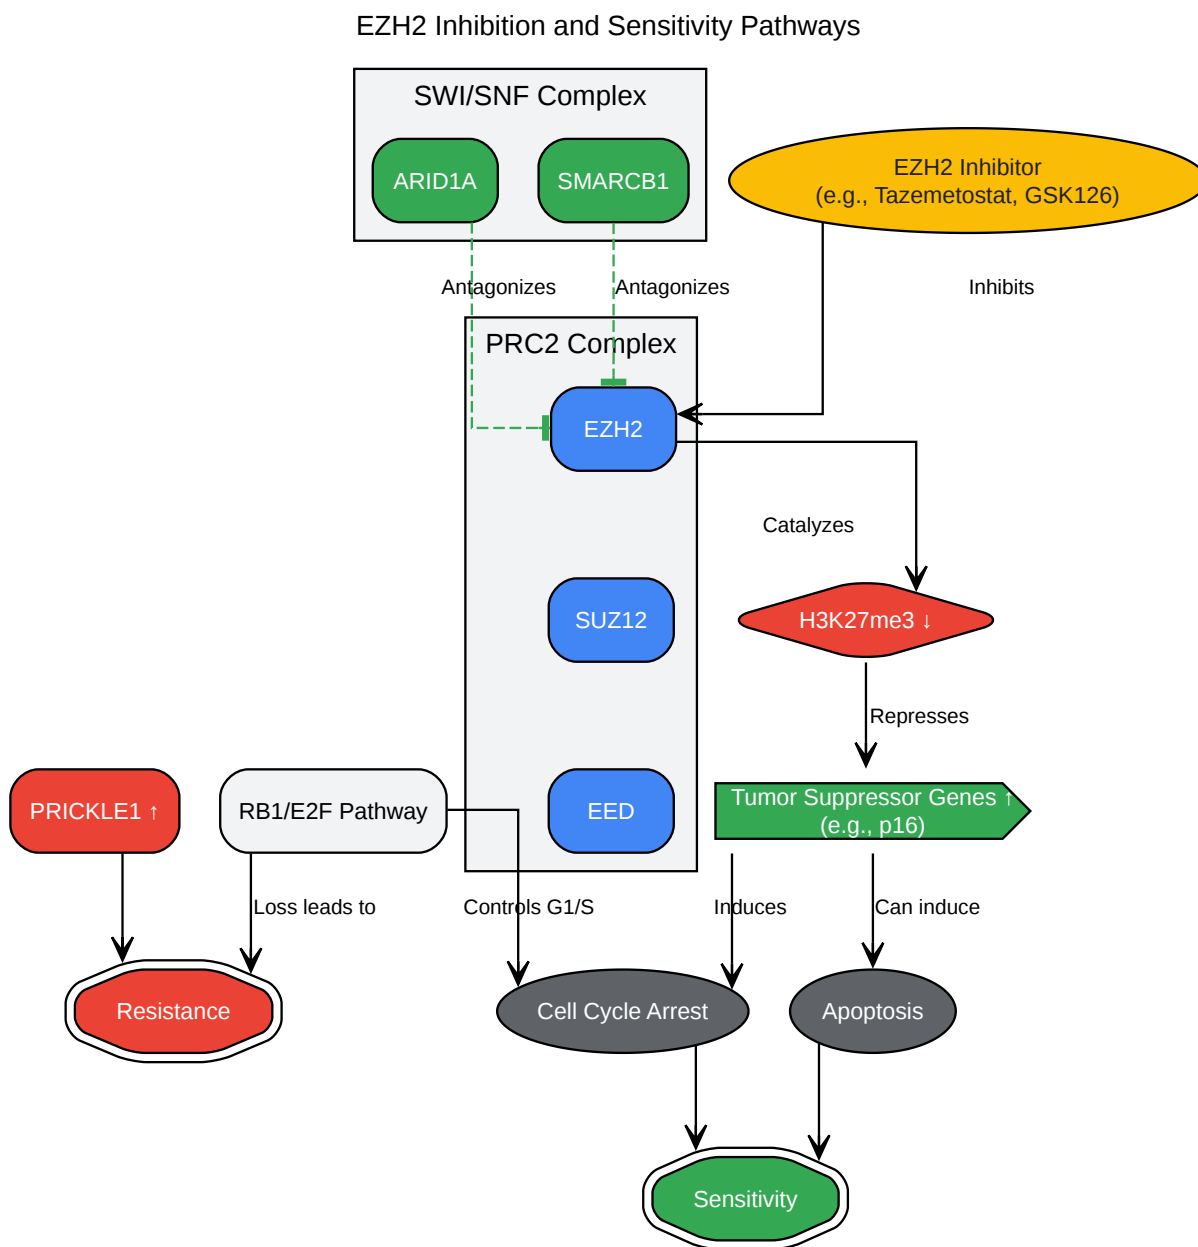 EZH2 Inhibition and Sensitivity Pathways
SWI/SNF Complex
ARID1A
SMARCB1
EZH2 Inhibitor
(e.g., Tazemetostat, GSK126)
Antagonizes
Antagonizes
Inhibits
PRC2 Complex
EZH2
Catalyzes
SUZ12
H3K27me3 ↓
Represses
PRICKLE1 ↑
RB1/E2F Pathway
EED
Tumor Suppressor Genes ↑
(e.g., p16)
Loss leads to
Controls G1/S
Induces
Can induce
Resistance
Cell Cycle Arrest
Apoptosis
Sensitivity